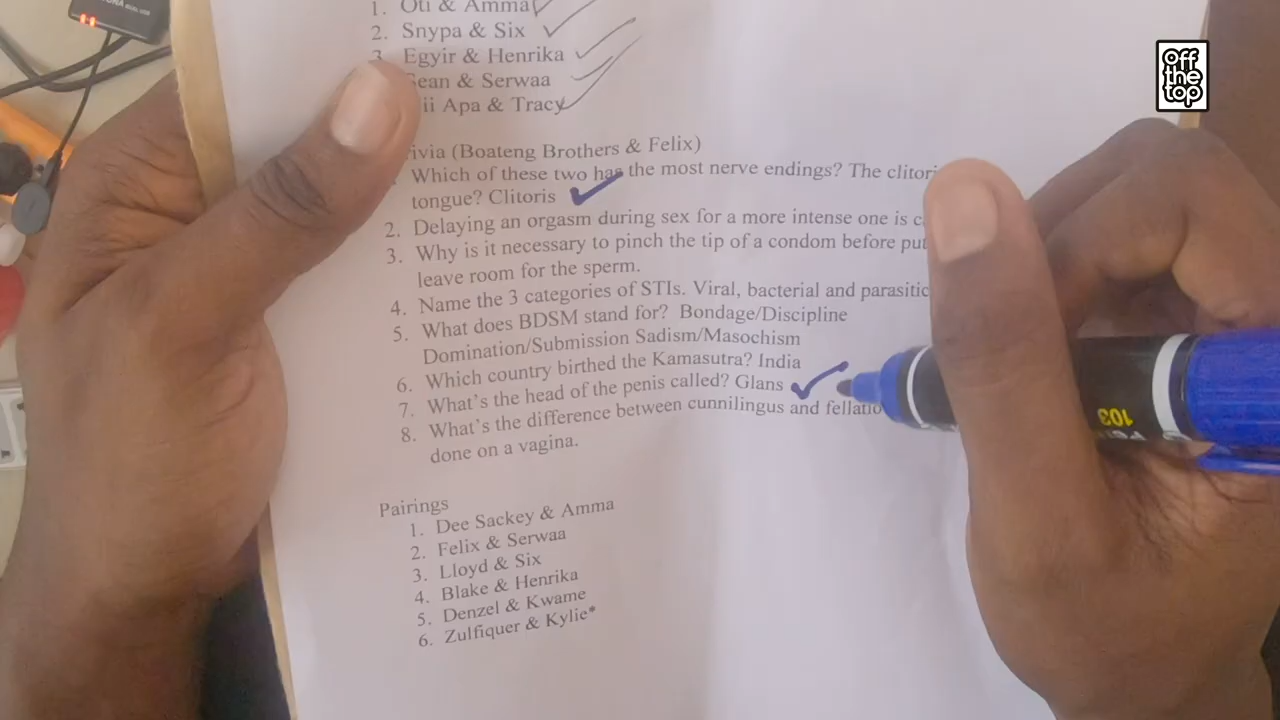 off
the
top
1. Oti & Amma
2. Snypa & Six
3. Egyir & Henrika
Sean & Serwaa
ii Apa & Tracy
ivia (Boateng Brothers & Felix)
Which of these two has the most nerve endings? The clitori
tongue? Clitoris
2. Delaying an orgasm during sex for a more intense one is c
3. Why is it necessary to pinch the tip of a condom before put
leave room for the sperm.
4. Name the 3 categories of STIs. Viral, bacterial and parasitic
5. What does BDSM stand for? Bondage/Discipline
Domination/Submission Sadism/Masochism
6. Which country birthed the Kamasutra? India
7. What's the head of the penis called? Glans
8. What's the difference between cunnilingus and fellatio
done on a vagina.
Pairings
1. Dee Sackey & Amma
2. Felix & Serwaa
3. Lloyd & Six
4. Blake & Henrika
5. Denzel & Kwame
6. Zulfiquer & Kylie*
103